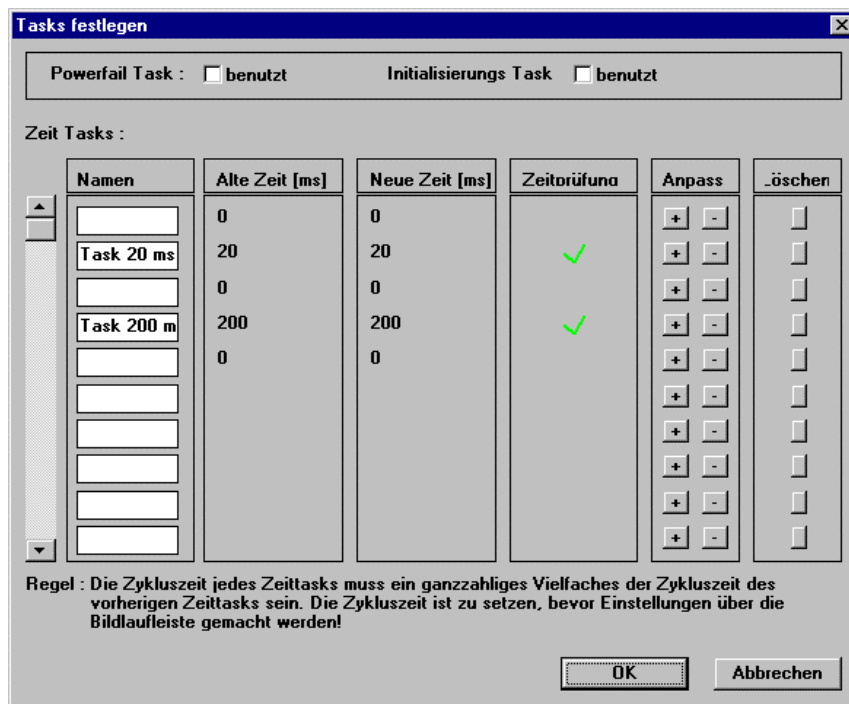 Tasks festlegen
Powerfail Task : benutzt Initialisierungs Task benutzt
Zeit Tasks :
Namen Alte Zeit [ms] Neue Zeit [ms] Zeitprüfung Anpass Löschen
0 0 + -
Task 20 ms 20 20 + -
0 0 + -
Task 200 m 200 200 + -
0 0 + -
+ -
+ -
+ -
+ -
+ -
Regel : Die Zykluszeit jedes Zeittasks muss ein ganzzahliges Vielfaches der Zykluszeit des
vorherigen Zeittasks sein. Die Zykluszeit ist zu setzen, bevor Einstellungen über die
Bildlaufleiste gemacht werden!
OK Abbrechen